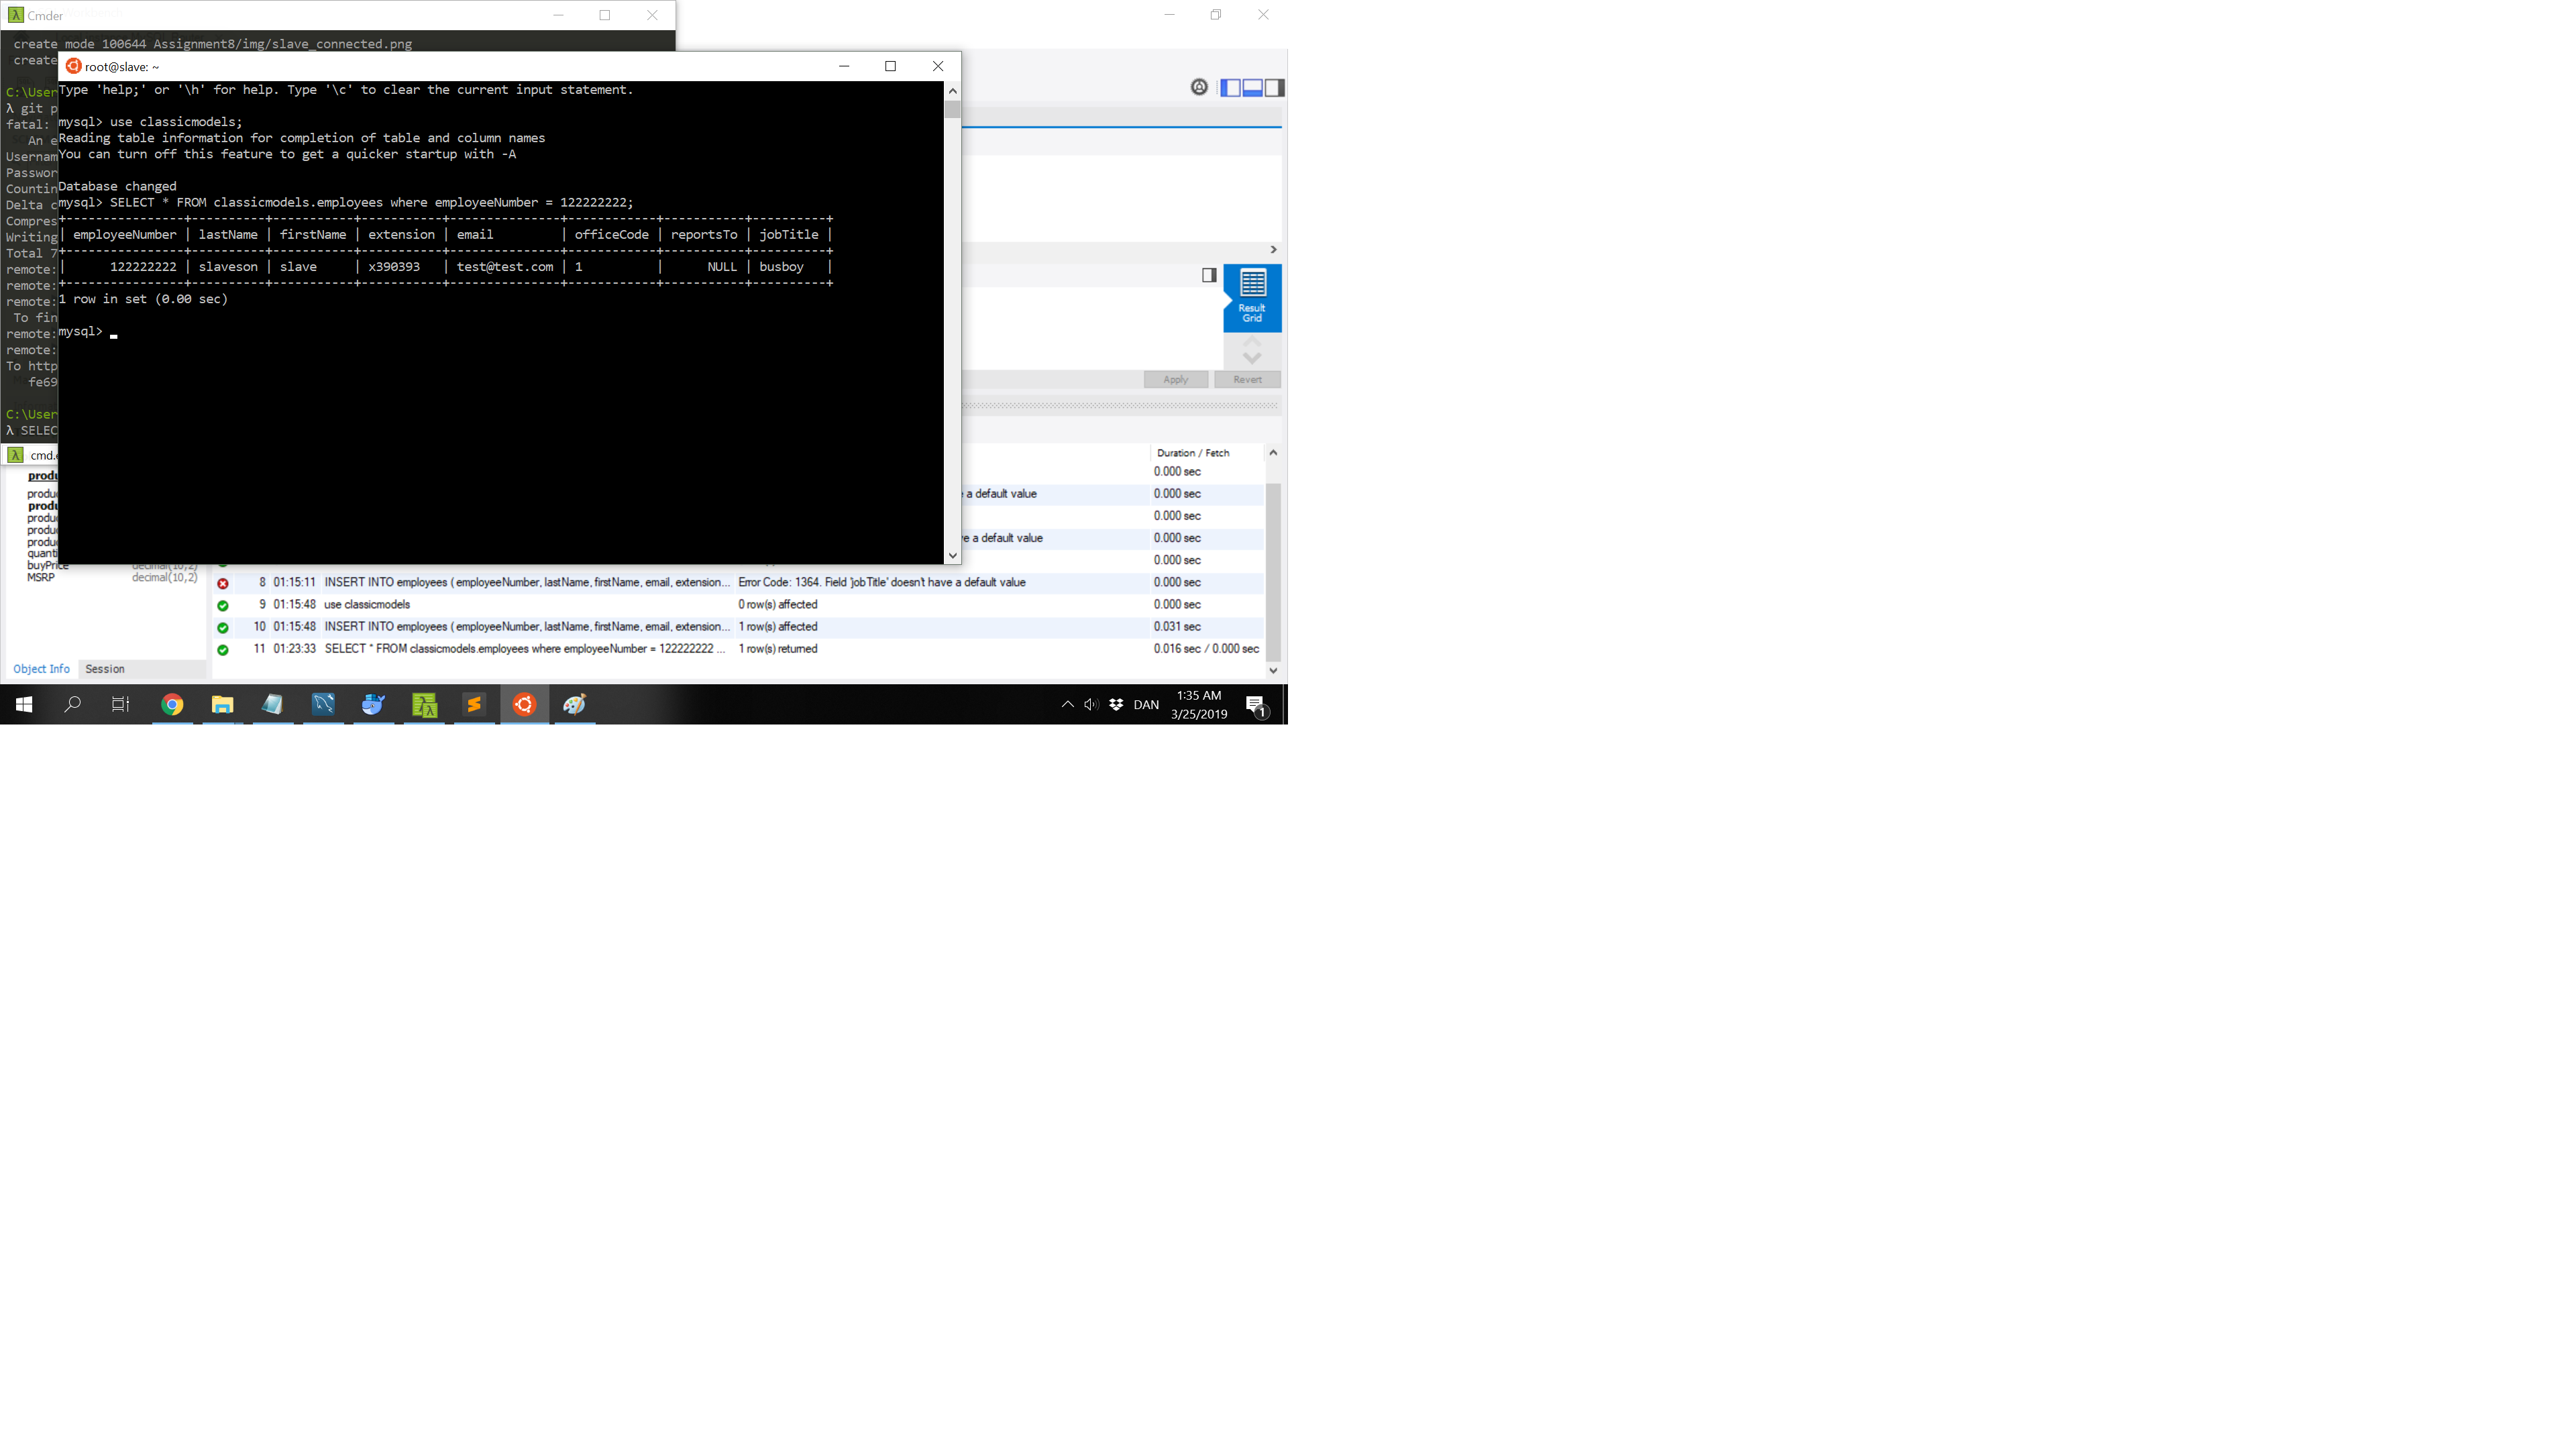 Cmder
create mode 100644 Assignment8/img/slave_connected.png
create
C:\User
λ git p
fatal:
An e
Usernam
Passwor
Countin
Delta c
Compres
Writing
Total 7
remote:
remote:
remote:
To fin
remote:
remote:
To http
fe69
C:\User
λ SELEC
cmd.e
root@slave: ~
Type 'help;' or '\h' for help. Type '\c' to clear the current input statement.
mysql> use classicmodels;
Reading table information for completion of table and column names
You can turn off this feature to get a quicker startup with -A
Database changed
mysql> SELECT * FROM classicmodels.employees where employeeNumber = 122222222;
+----------------+----------+-----------+-----------+---------------+------------+-----------+----------+
| employeeNumber | lastName | firstName | extension | email         | officeCode | reportsTo | jobTitle |
+----------------+----------+-----------+-----------+---------------+------------+-----------+----------+
|      122222222 | slaveson | slave     | x390393   | test@test.com | 1          |      NULL | busboy   |
+----------------+----------+-----------+-----------+---------------+------------+-----------+----------+
1 row in set (0.00 sec)
mysql>
Result
Grid
Apply
Revert
Duration / Fetch
0.000 sec
a default value 0.000 sec
0.000 sec
e a default value 0.000 sec
0.000 sec
8 01:15:11 INSERT INTO employees ( employeeNumber, lastName, firstName, email, extension... Error Code: 1364. Field 'jobTitle' doesn't have a default value 0.000 sec
9 01:15:48 use classicmodels 0 row(s) affected 0.000 sec
10 01:15:48 INSERT INTO employees ( employeeNumber, lastName, firstName, email, extension... 1 row(s) affected 0.031 sec
11 01:23:33 SELECT * FROM classicmodels.employees where employeeNumber = 122222222 ... 1 row(s) returned 0.016 sec / 0.000 sec
produ
produ
produ
produ
produ
produ
quanti
buyPrice decimal(10,2)
MSRP decimal(10,2)
Object Info Session
DAN
1:35 AM
3/25/2019
1